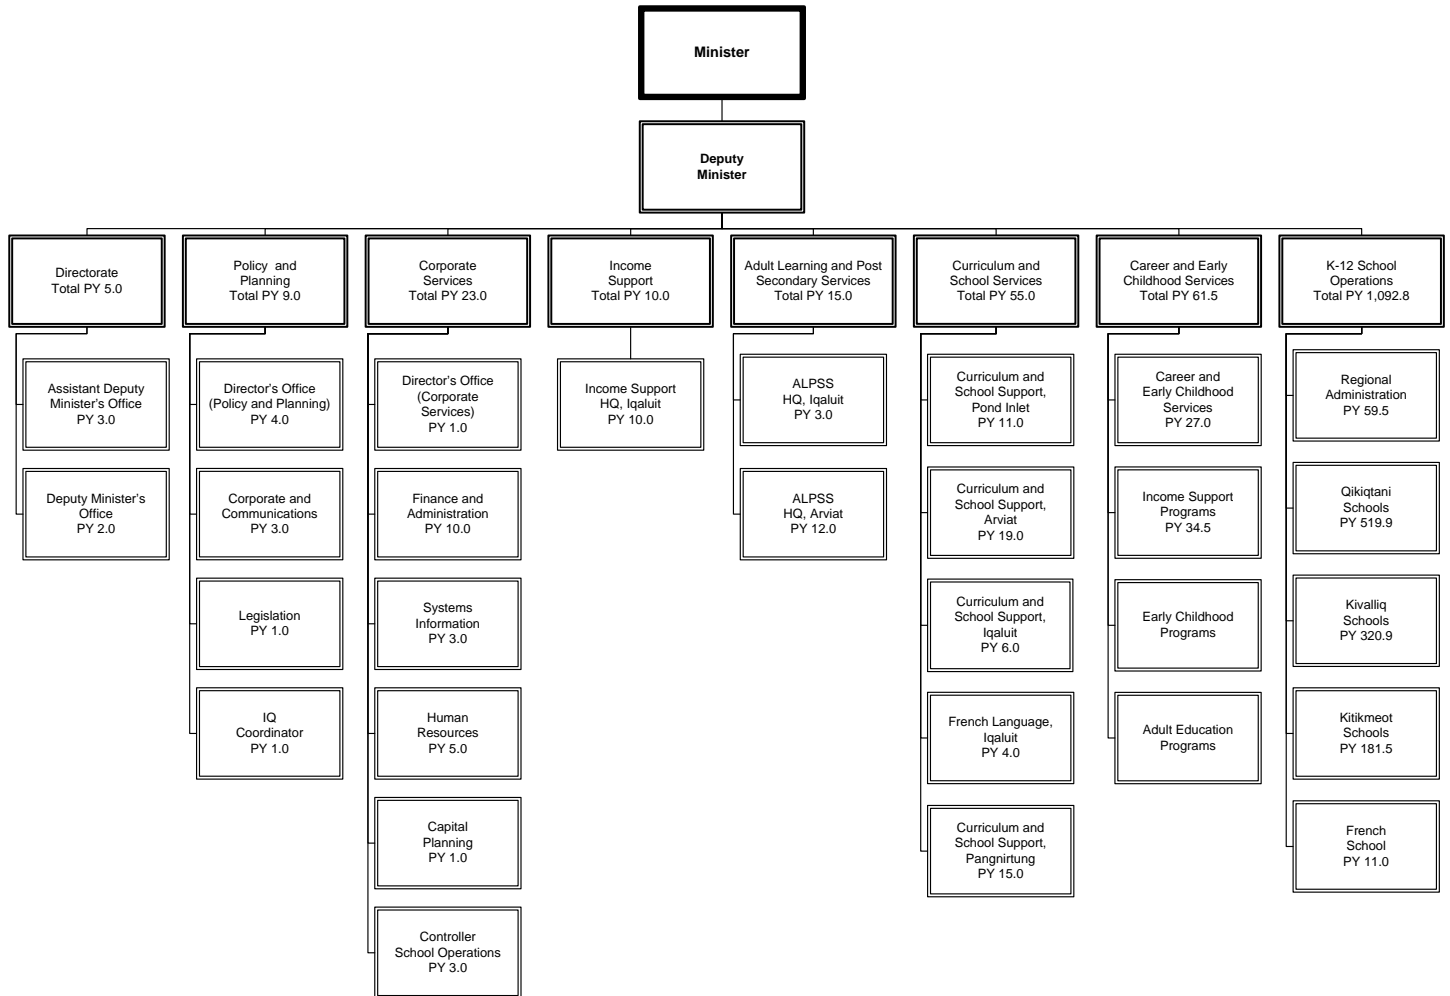 Minister
Deputy
Minister
Directorate
Total PY 5.0
Policy and
Planning
Total PY 9.0
Corporate
Services
Total PY 23.0
Income
Support
Total PY 10.0
Adult Learning and Post
Secondary Services
Total PY 15.0
Curriculum and
School Services
Total PY 55.0
Career and Early
Childhood Services
Total PY 61.5
K-12 School
Operations
Total PY 1,092.8
Assistant Deputy
Minister's Office
PY 3.0
Deputy Minister's
Office
PY 2.0
Director's Office
(Policy and Planning)
PY 4.0
Corporate and
Communications
PY 3.0
Legislation
PY 1.0
IQ
Coordinator
PY 1.0
Director's Office
(Corporate
Services)
PY 1.0
Finance and
Administration
PY 10.0
Systems
Information
PY 3.0
Human
Resources
PY 5.0
Capital
Planning
PY 1.0
Controller
School Operations
PY 3.0
Income Support
HQ, Iqaluit
PY 10.0
ALPSS
HQ, Iqaluit
PY 3.0
ALPSS
HQ, Arviat
PY 12.0
Curriculum and
School Support,
Pond Inlet
PY 11.0
Curriculum and
School Support,
Arviat
PY 19.0
Curriculum and
School Support,
Iqaluit
PY 6.0
French Language,
Iqaluit
PY 4.0
Curriculum and
School Support,
Pangnirtung
PY 15.0
Career and
Early Childhood
Services
PY 27.0
Income Support
Programs
PY 34.5
Early Childhood
Programs
Adult Education
Programs
Regional
Administration
PY 59.5
Qikiqtani
Schools
PY 519.9
Kivalliq
Schools
PY 320.9
Kitikmeot
Schools
PY 181.5
French
School
PY 11.0